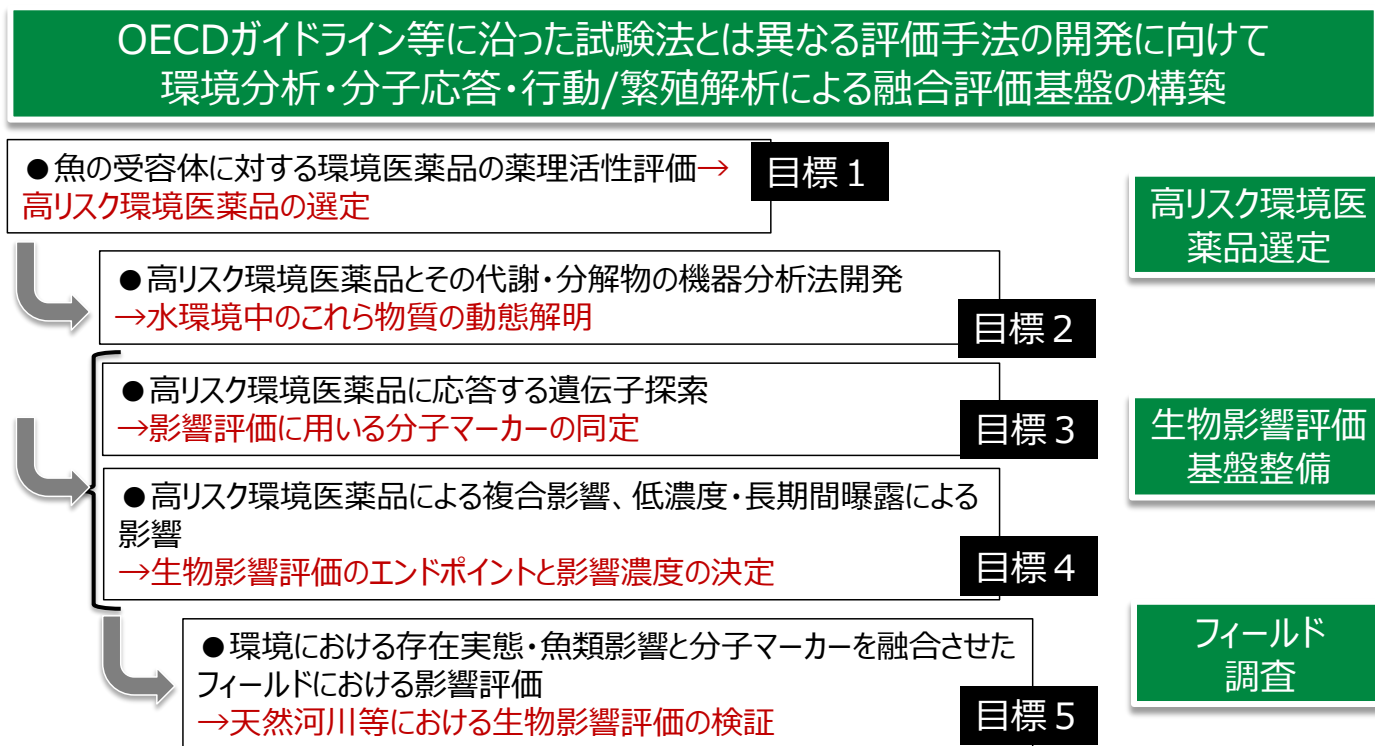 OECDガイドライン等に沿った試験法とは異なる評価手法の開発に向けて
環境分析・分子応答・行動/繁殖解析による融合評価基盤の構築
●魚の受容体に対する環境医薬品の薬理活性評価→
高リスク環境医薬品の選定
目標１
高リスク環境医
薬品選定
●高リスク環境医薬品とその代謝・分解物の機器分析法開発
→水環境中のこれら物質の動態解明
目標２
●高リスク環境医薬品に応答する遺伝子探索
→影響評価に用いる分子マーカーの同定
目標３
生物影響評価
基盤整備
●高リスク環境医薬品による複合影響、低濃度・長期間曝露による
影響
→生物影響評価のエンドポイントと影響濃度の決定
目標４
●環境における存在実態・魚類影響と分子マーカーを融合させた
フィールドにおける影響評価
→天然河川等における生物影響評価の検証
目標５
フィールド
調査